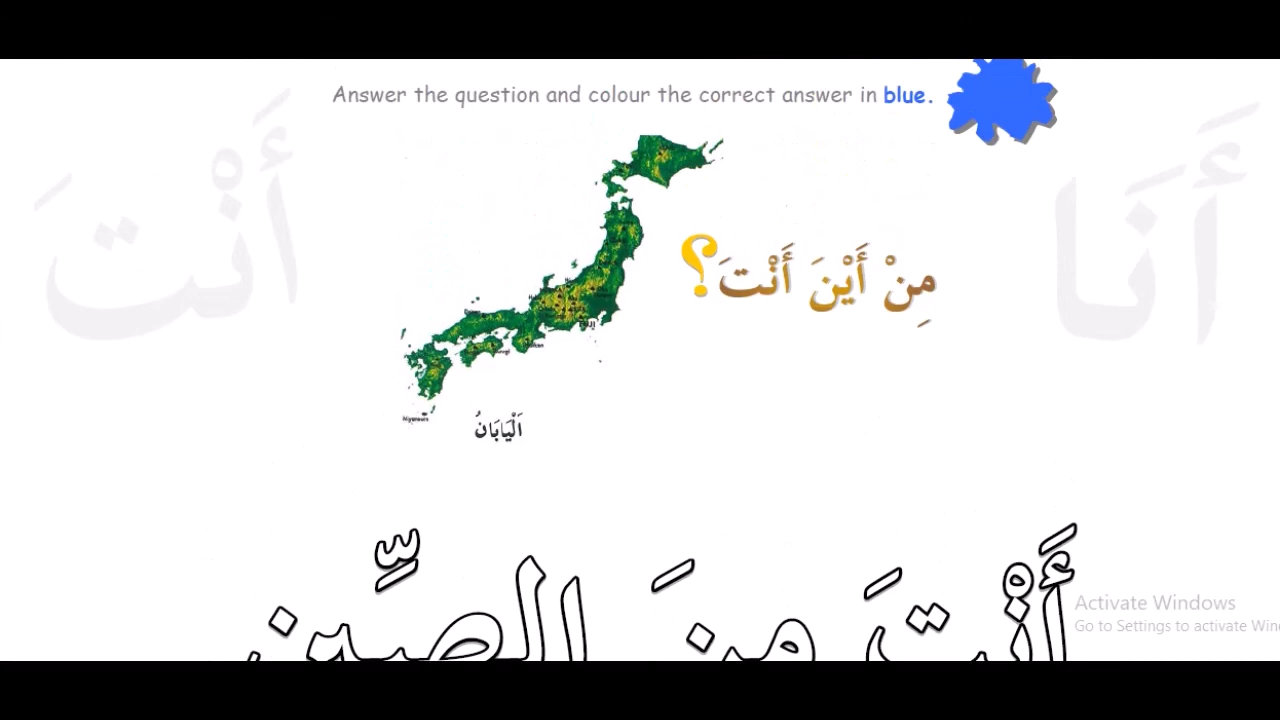 Answer the question and colour the correct answer in blue.
أَنْتَ
أَنَا
مِنْ أَيْنَ أَنْتَ؟
اَلْيَابَانُ
أَنْتَ مِنَ الصِّين
Activate Windows
Go to Settings to activate Win